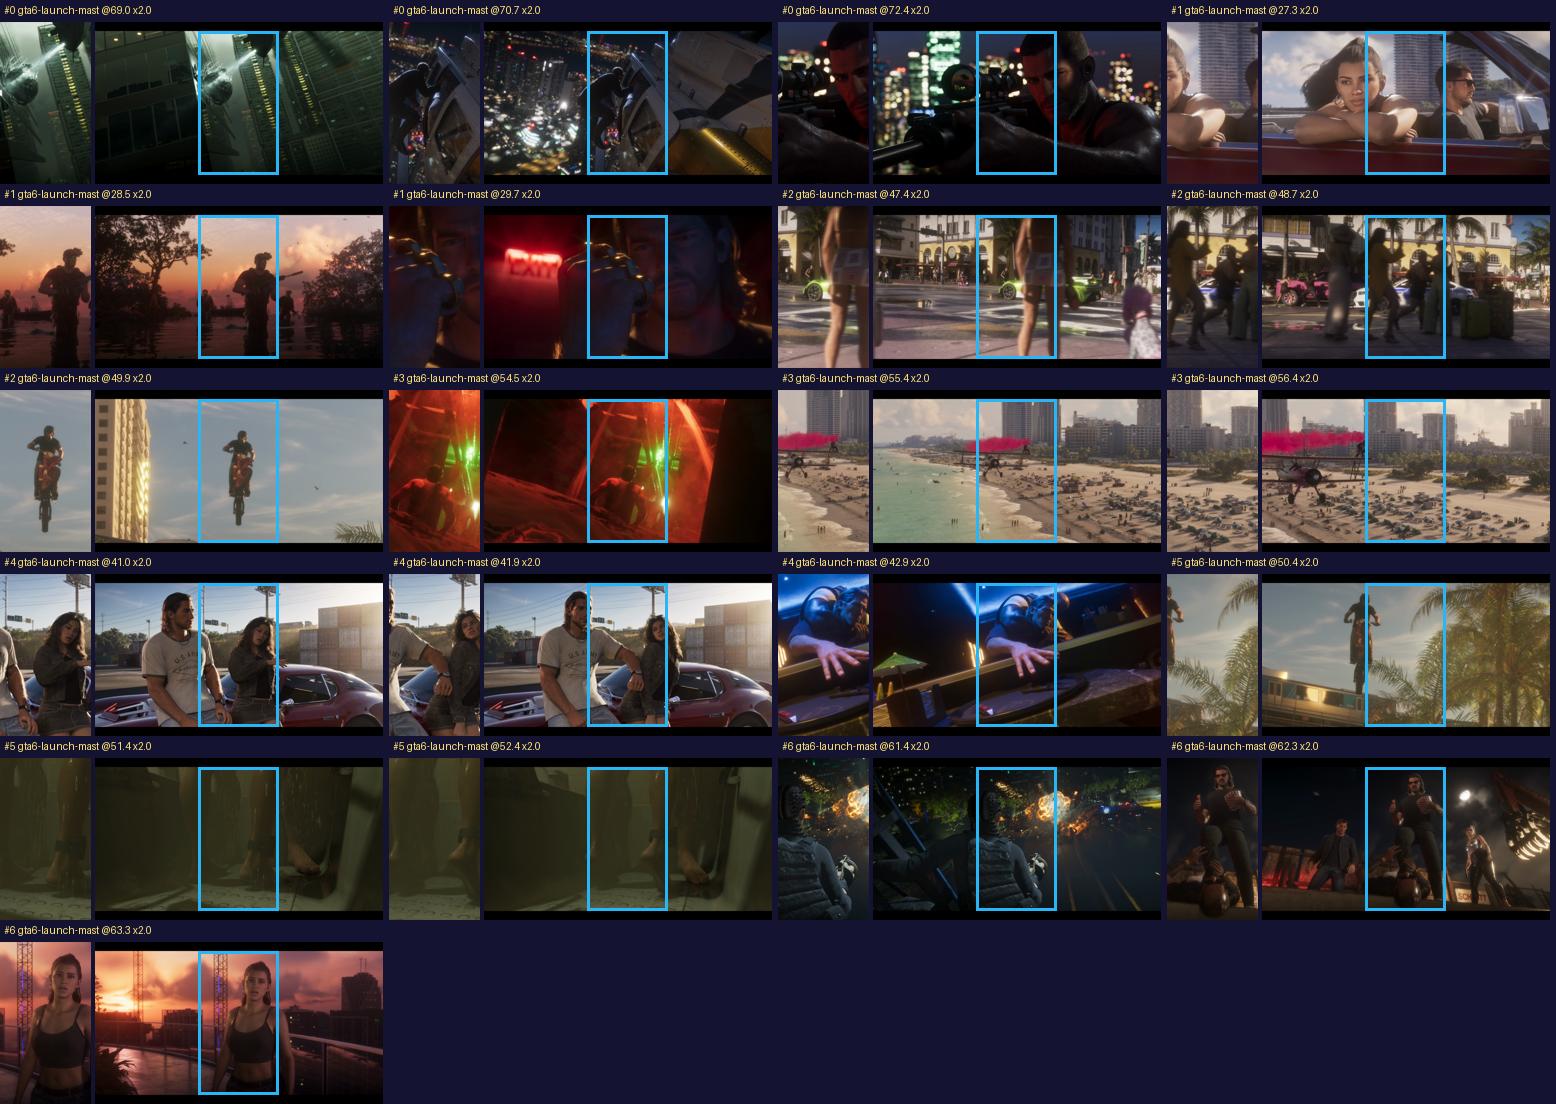 #0 gta6-launch-mast @69.0 x2.0
#0 gta6-launch-mast @70.7 x2.0
#0 gta6-launch-mast @72.4 x2.0
#1 gta6-launch-mast @27.3 x2.0
#1 gta6-launch-mast @28.5 x2.0
#1 gta6-launch-mast @29.7 x2.0
EXIT
#2 gta6-launch-mast @47.4 x2.0
#2 gta6-launch-mast @48.7 x2.0
#2 gta6-launch-mast @49.9 x2.0
#3 gta6-launch-mast @54.5 x2.0
#3 gta6-launch-mast @55.4 x2.0
#3 gta6-launch-mast @56.4 x2.0
#4 gta6-launch-mast @41.0 x2.0
#4 gta6-launch-mast @41.9 x2.0
#4 gta6-launch-mast @42.9 x2.0
#5 gta6-launch-mast @50.4 x2.0
#5 gta6-launch-mast @51.4 x2.0
#5 gta6-launch-mast @52.4 x2.0
#6 gta6-launch-mast @61.4 x2.0
#6 gta6-launch-mast @62.3 x2.0
#6 gta6-launch-mast @63.3 x2.0